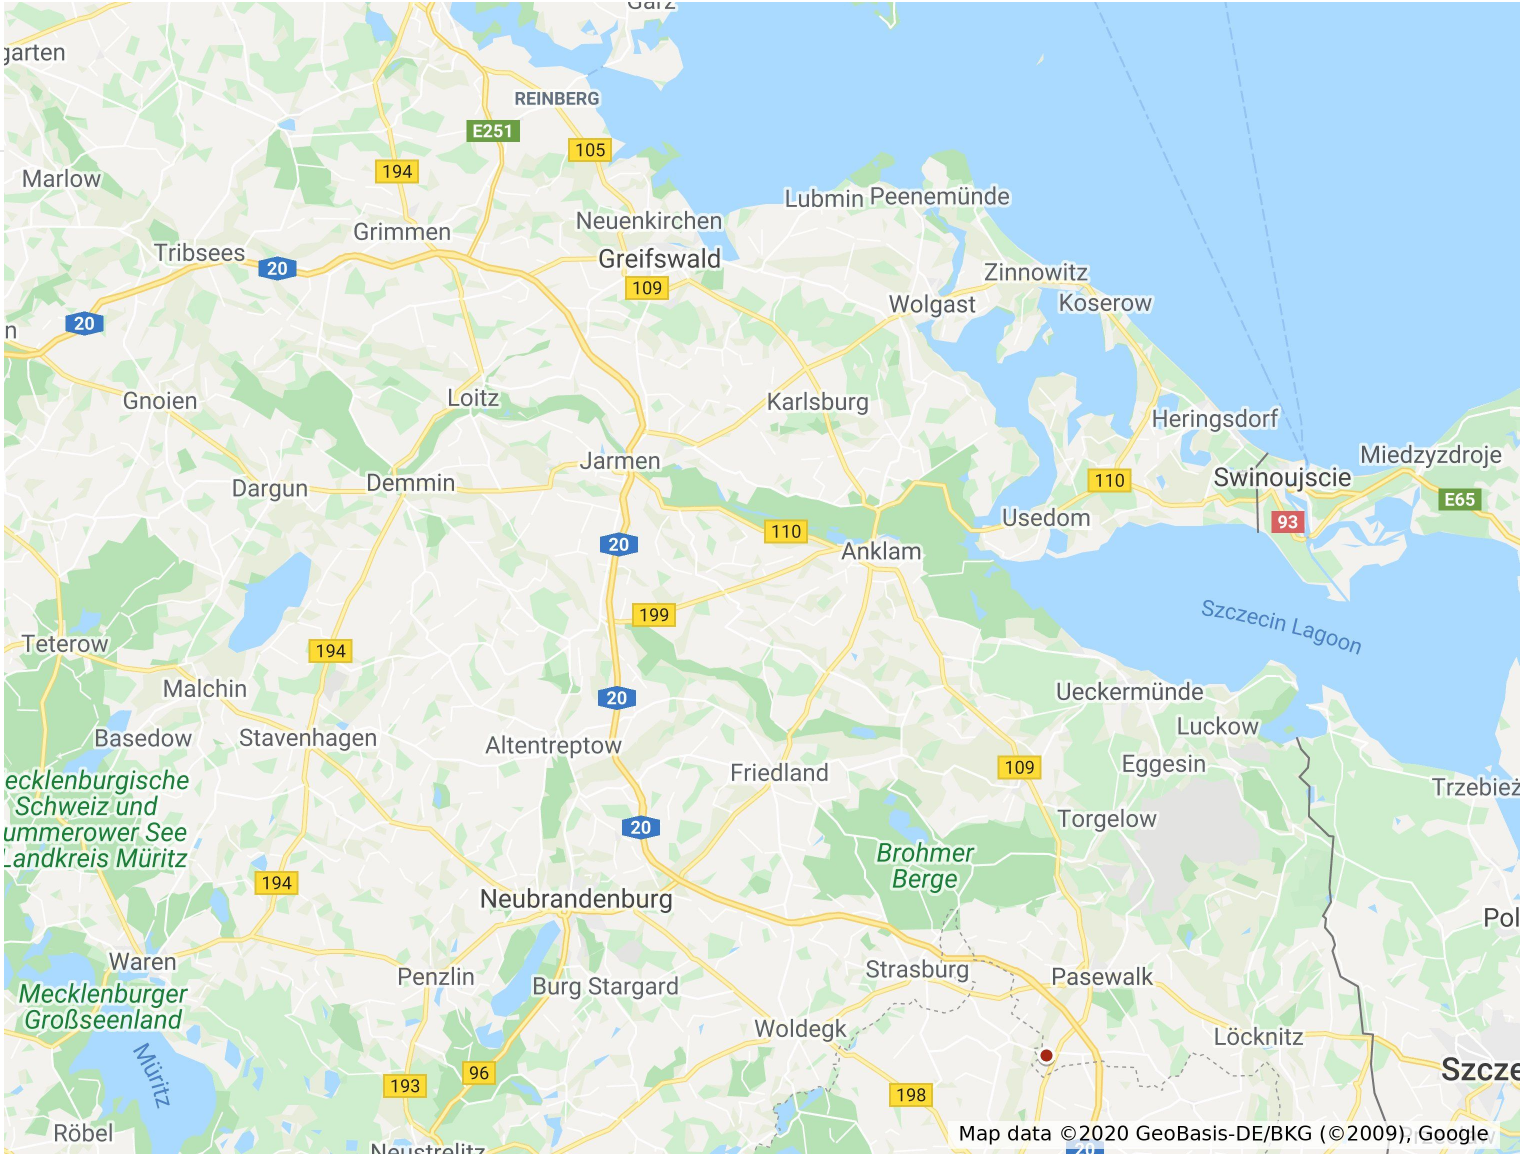 Garz
garten
REINBERG
E251
105
194
Marlow
Lubmin
Peenemünde
Neuenkirchen
Grimmen
Tribsees
Greifswald
20
Zinnowitz
109
Koserow
Wolgast
20
n
Loitz
Gnoien
Karlsburg
Heringsdorf
Miedzyzdroje
Jarmen
Swinoujscie
Demmin
Dargun
110
E65
Usedom
93
110
20
Anklam
199
Szczecin Lagoon
Teterow
194
Malchin
Ueckermünde
20
Luckow
Basedow
Stavenhagen
Altentreptow
Eggesin
Friedland
109
ecklenburgische
Schweiz und
ummerower See
Landkreis Müritz
Trzebież
Torgelow
20
Brohmer
Berge
194
Neubrandenburg
Pol
Waren
Strasburg
Penzlin
Pasewalk
Burg Stargard
Mecklenburger
Großseenland
Woldegk
Löcknitz
Müritz
Szcze
96
193
198
Röbel
Neustrelitz
20
Map data ©2020 GeoBasis-DE/BKG (©2009), Google